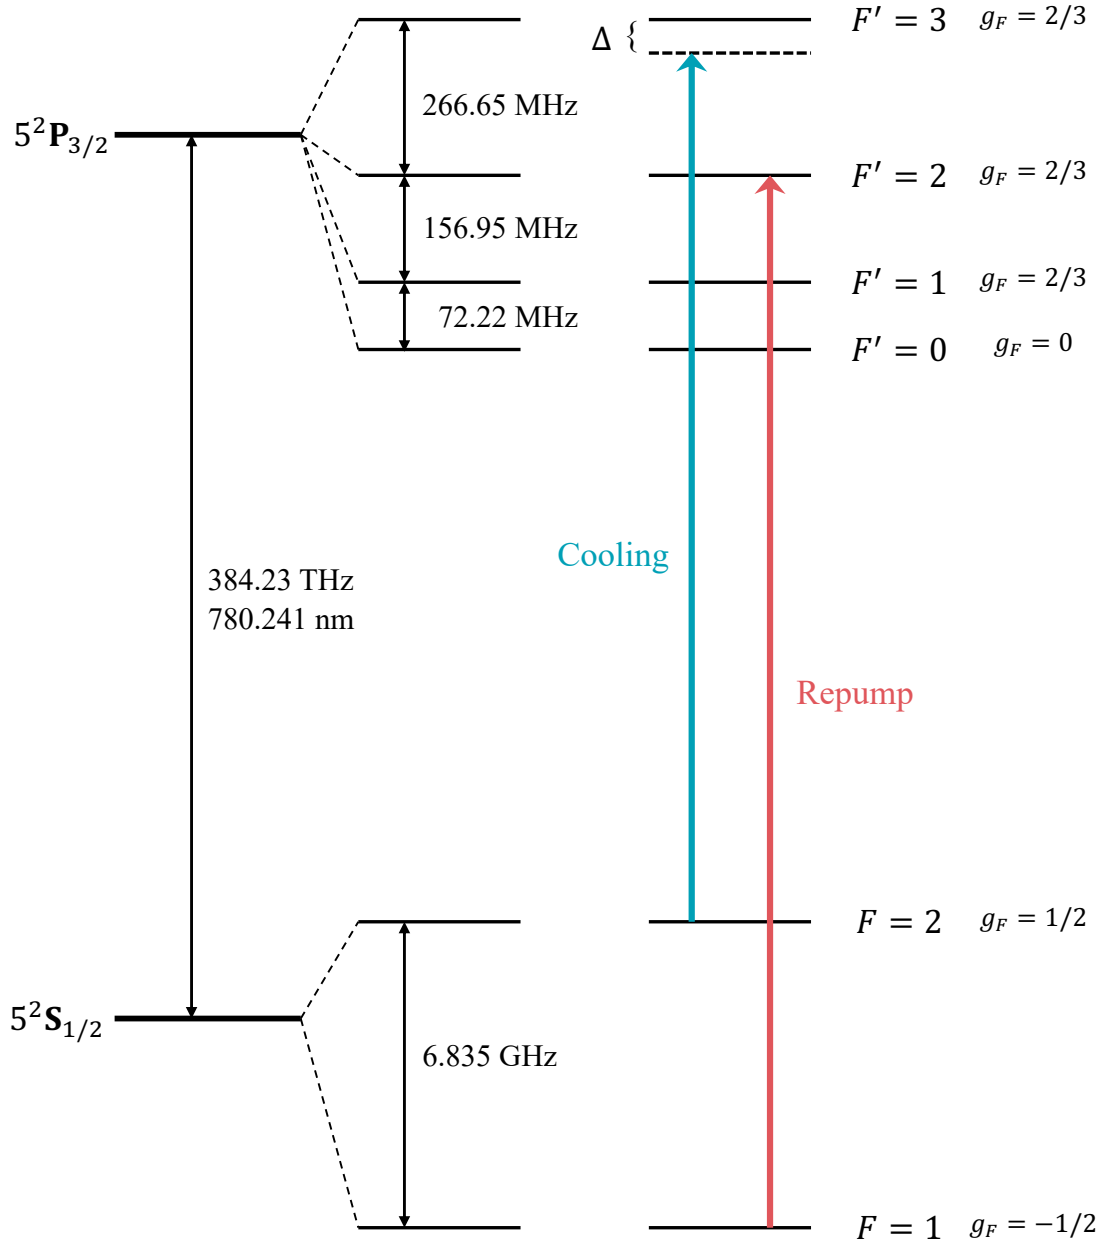 F′ = 3 g_F = 2/3
Δ {
266.65 MHz
5²P₃/₂
F′ = 2 g_F = 2/3
156.95 MHz
F′ = 1 g_F = 2/3
72.22 MHz
F′ = 0 g_F = 0
Cooling
384.23 THz
780.241 nm
Repump
F = 2 g_F = 1/2
5²S₁/₂
6.835 GHz
F = 1 g_F = −1/2